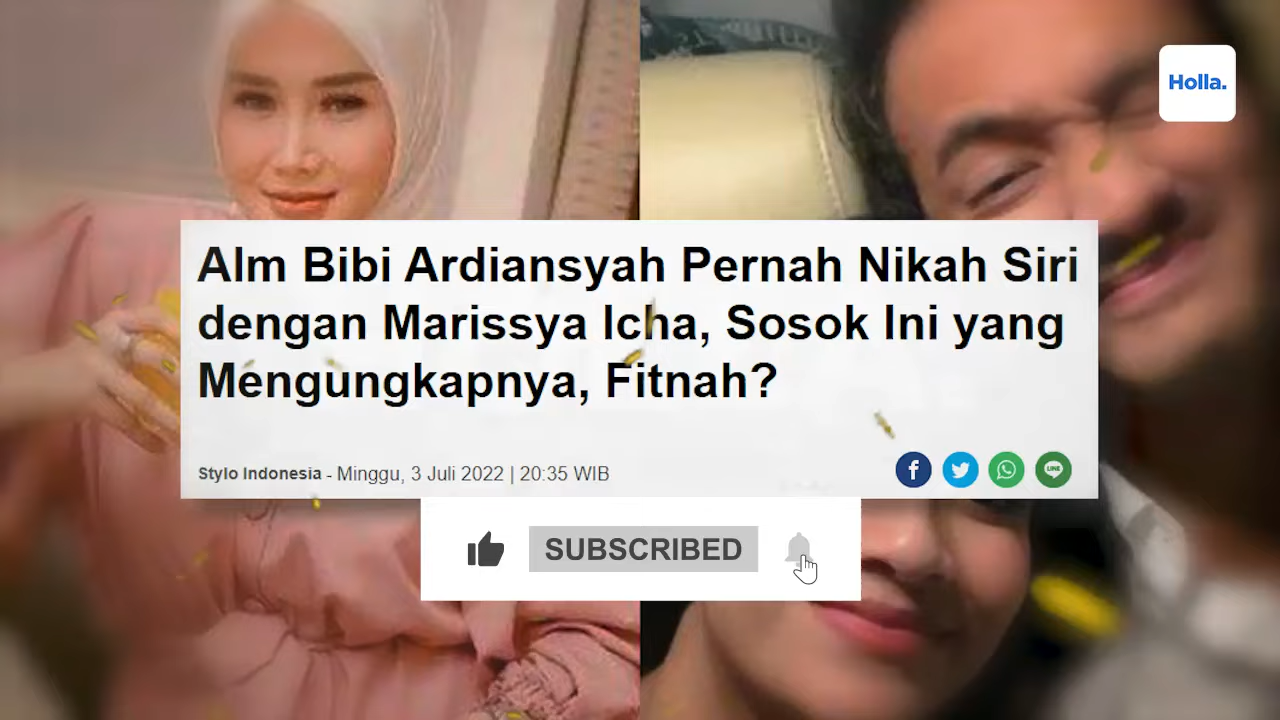 Holla.
Alm Bibi Ardiansyah Pernah Nikah Siri
dengan Marissya Icha, Sosok Ini yang
Mengungkapnya, Fitnah?
Stylo Indonesia - Minggu, 3 Juli 2022 | 20:35 WIB
LINE
SUBSCRIBED